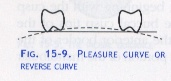 FIG. 15-9. PLEASURE CURVE OR
REVERSE CURVE